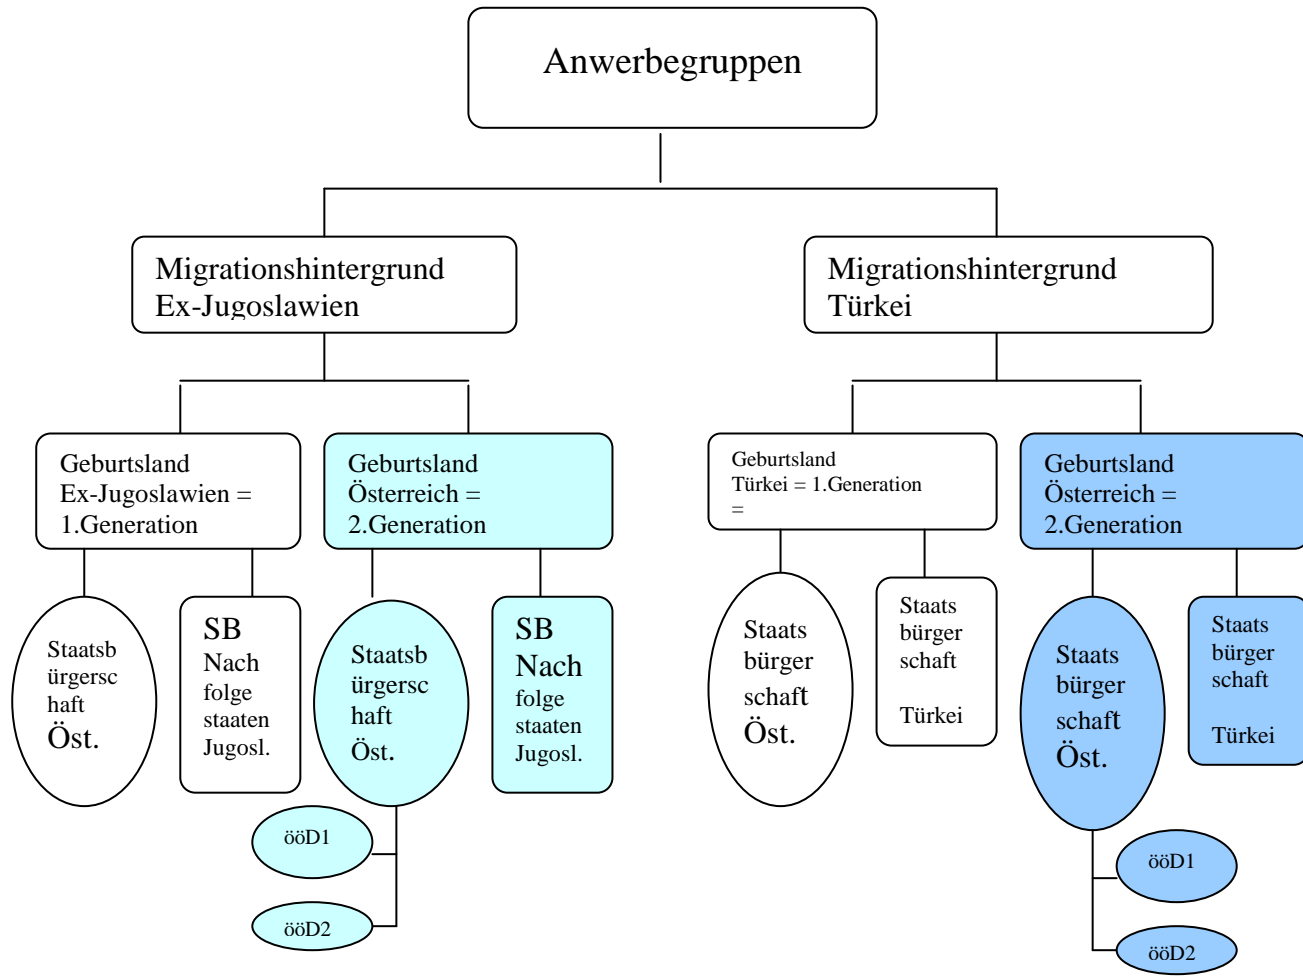 Anwerbegruppen
Migrationshintergrund
Ex-Jugoslawien
Migrationshintergrund
Türkei
Geburtsland
Ex-Jugoslawien =
1.Generation
Geburtsland
Österreich =
2.Generation
Geburtsland
Türkei = 1.Generation
=
Geburtsland
Österreich =
2.Generation
Staatsb
ürgersc
haft
Öst.
SB
Nach
folge
staaten
Jugosl.
Staatsb
ürgersc
haft
Öst.
SB
Nach
folge
staaten
Jugosl.
Staats
bürger
schaft
Öst.
Staats
bürger
schaft
Türkei
Staats
bürger
schaft
Öst.
Staats
bürger
schaft
Türkei
ööD1
ööD2
ööD1
ööD2